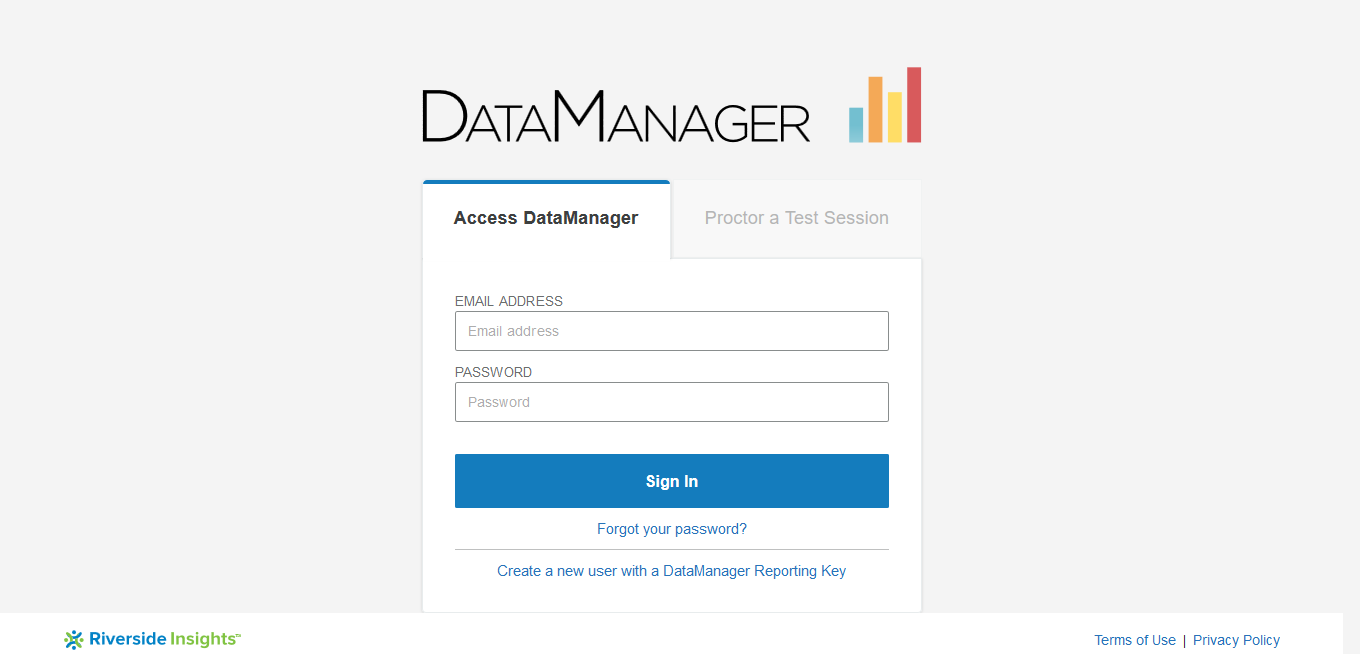 DATAMANAGER
Access DataManager
Proctor a Test Session
EMAIL ADDRESS
Email address
PASSWORD
Password
Sign In
Forgot your password?
Create a new user with a DataManager Reporting Key
Riverside Insights™
Terms of Use | Privacy Policy